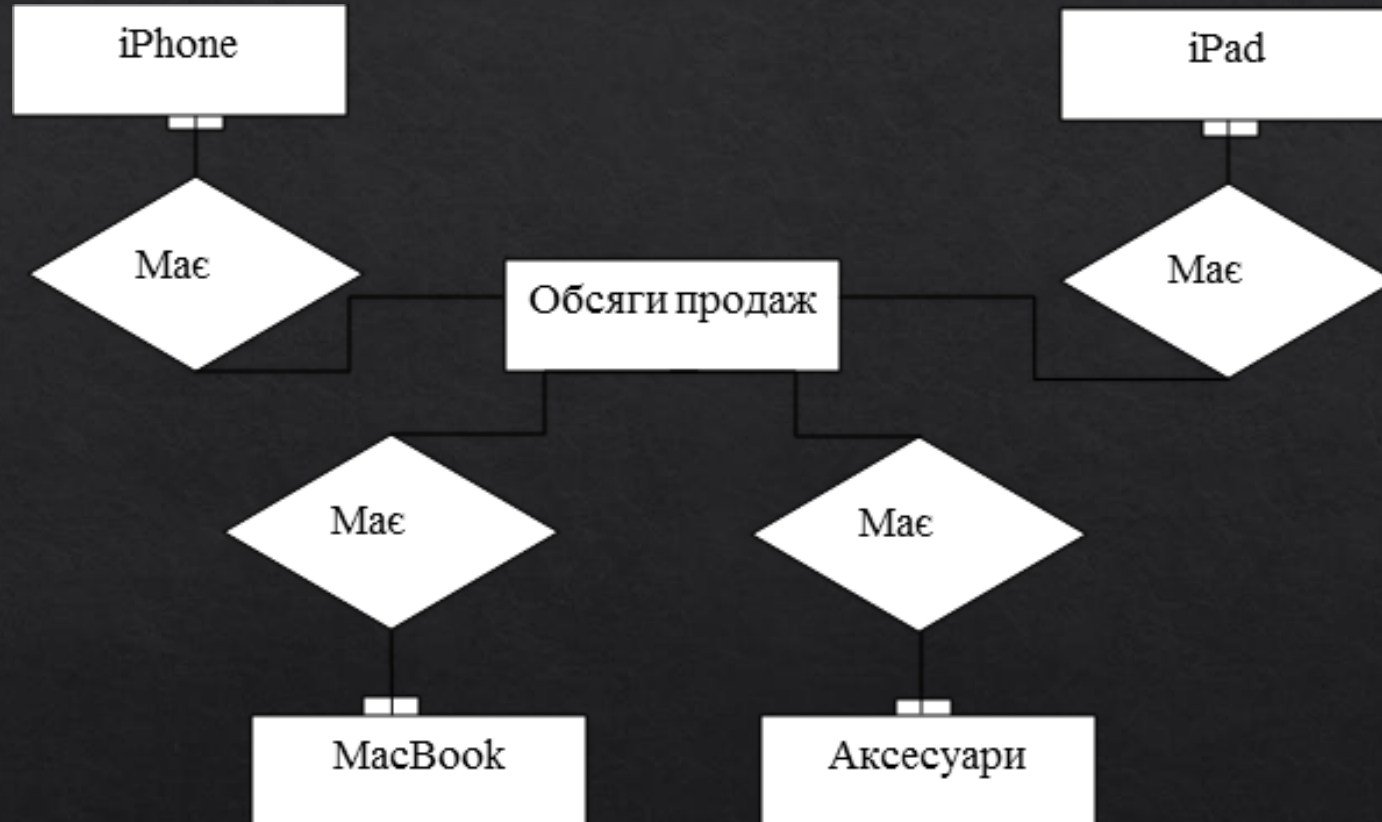 iPhone
iPad
Має
Має
Обсяги продаж
Має
Має
MacBook
Аксесуари